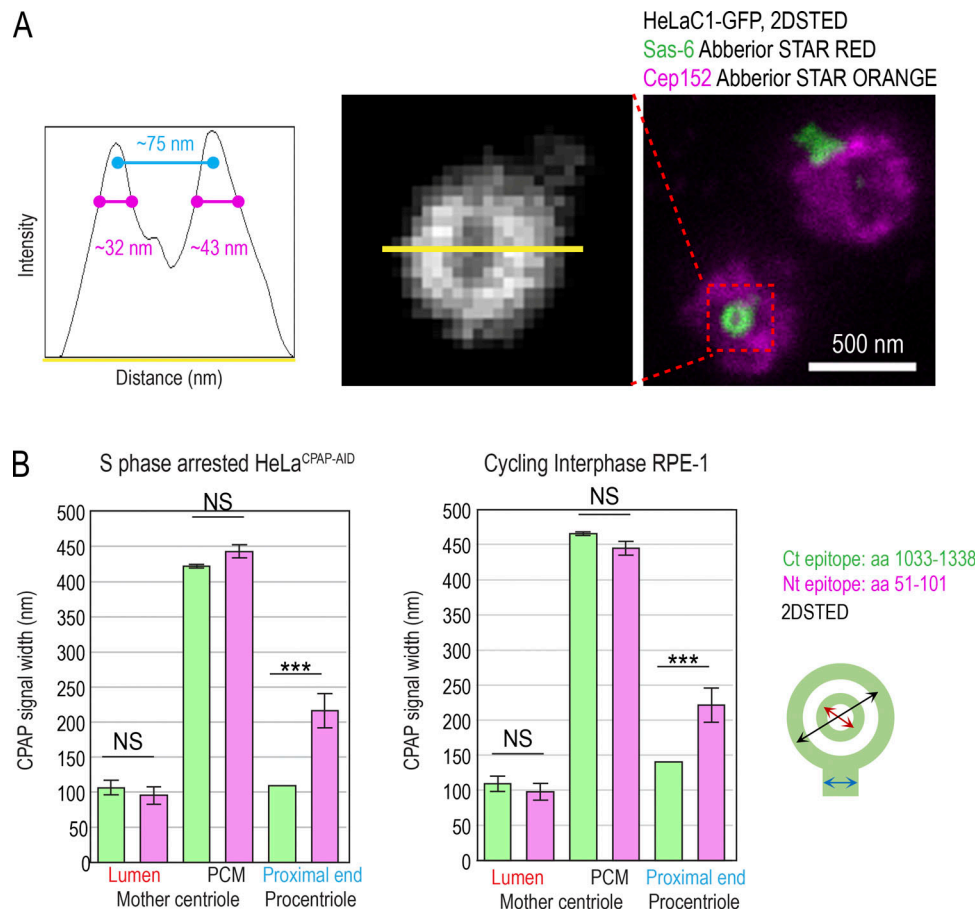 A
HeLaC1-GFP, 2DSTED
Sas-6 Abberior STAR RED
Cep152 Abberior STAR ORANGE
~75 nm
~32 nm
~43 nm
Intensity
Distance (nm)
500 nm
B
S phase arrested HeLaCPAP-AID
CPAP signal width (nm)
500
450
400
350
300
250
200
150
100
50
0
NS
NS
***
Lumen
PCM
Proximal end
Mother centriole
Procentriole
Cycling Interphase RPE-1
CPAP signal width (nm)
500
450
400
350
300
250
200
150
100
50
0
NS
NS
***
Lumen
PCM
Proximal end
Mother centriole
Procentriole
Ct epitope: aa 1033-1338
Nt epitope: aa 51-101
2DSTED